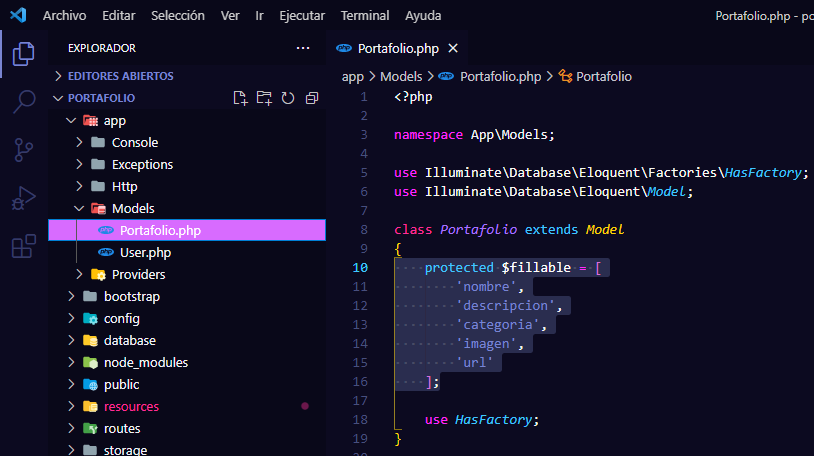 Archivo Editar Selección Ver Ir Ejecutar Terminal Ayuda Portafolio.php - po
EXPLORADOR
EDITORES ABIERTOS
PORTAFOLIO
app
Console
Exceptions
Http
Models
Portafolio.php
User.php
Providers
bootstrap
config
database
node_modules
public
resources
routes
storage
Portafolio.php
app > Models > Portafolio.php > Portafolio
1 <?php
2
3 namespace App\Models;
4
5 use Illuminate\Database\Eloquent\Factories\HasFactory;
6 use Illuminate\Database\Eloquent\Model;
7
8 class Portafolio extends Model
9 {
10 protected $fillable = [
11 'nombre',
12 'descripcion',
13 'categoria',
14 'imagen',
15 'url'
16 ];
17
18 use HasFactory;
19 }